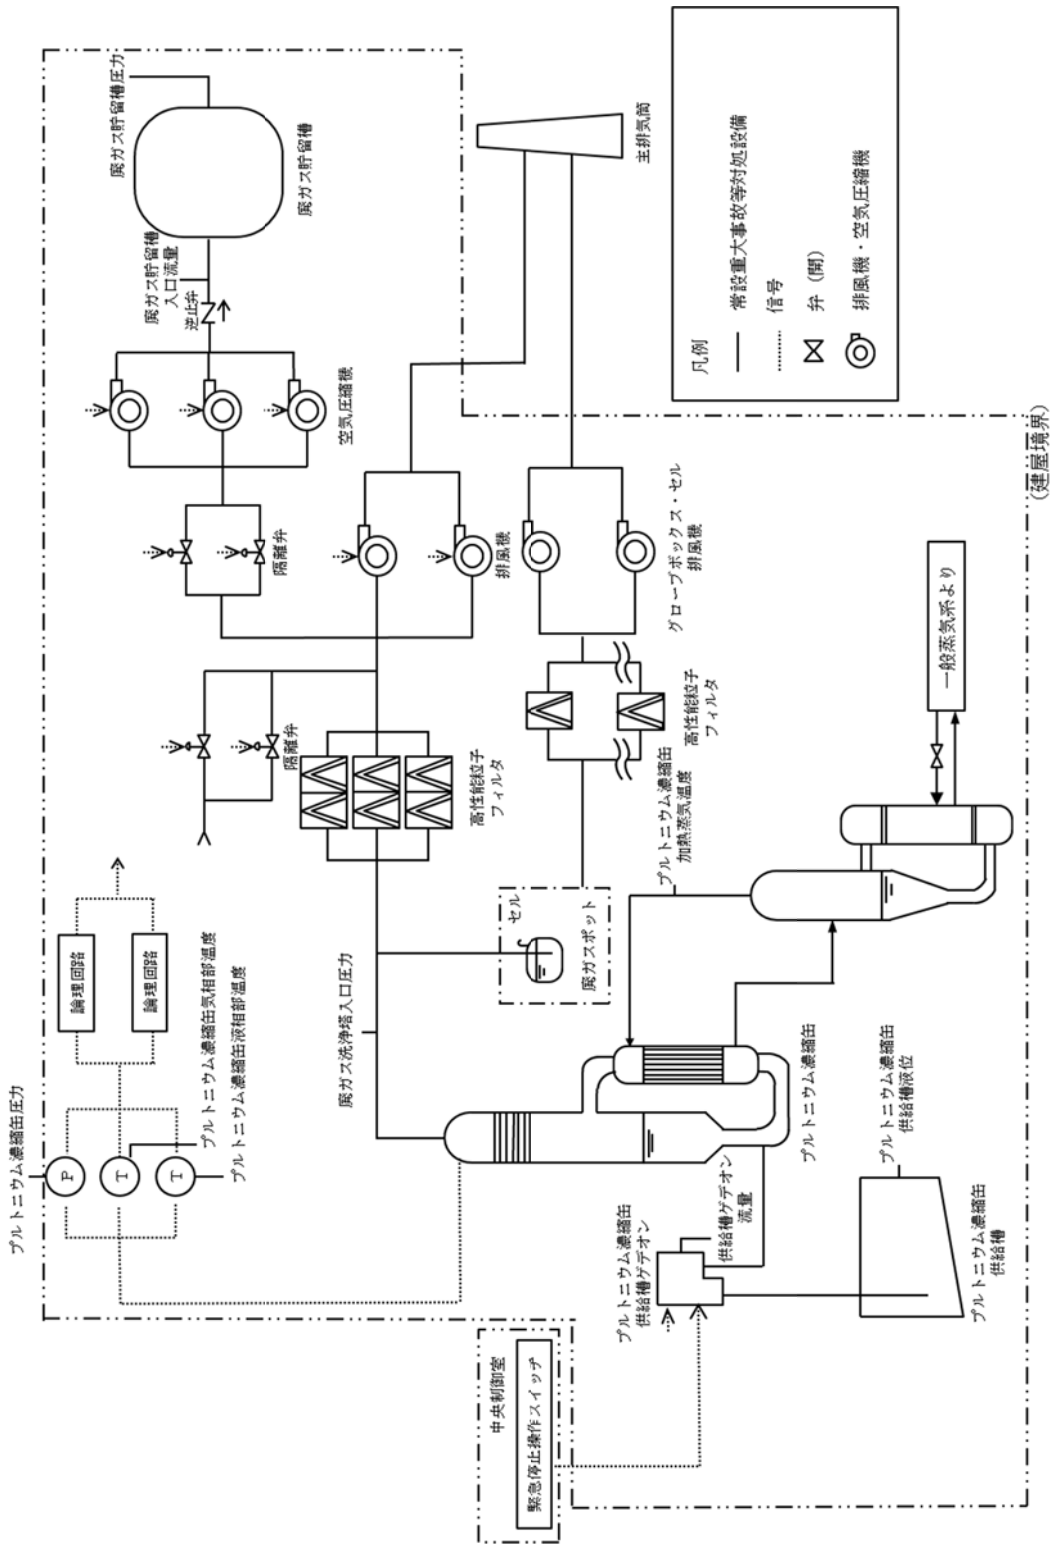 プルトニウム濃縮缶圧力
P
T
T
プルトニウム濃縮缶気相部温度
プルトニウム濃縮缶液相部温度
論理回路
論理回路
隔離弁
隔離弁
空気圧縮機
逆止弁
廃ガス貯留槽
入口流量
廃ガス貯留槽圧力
廃ガス貯留槽
中央制御室
緊急停止操作スイッチ
廃ガス洗浄塔入口圧力
高性能粒子
フィルタ
排風機
主排気筒
セル
廃ガスポット
高性能粒子
フィルタ
グローブボックス・セル
排風機
プルトニウム濃縮缶
加熱蒸気温度
一般蒸気系より
プルトニウム濃縮缶
プルトニウム濃縮缶
供給槽ゲデオン
供給槽ゲデオン
流量
プルトニウム濃縮缶
供給槽液位
プルトニウム濃縮缶
供給槽
凡例
常設重大事故等対処設備
信号
弁（開）
排風機・空気圧縮機
（建屋境界）